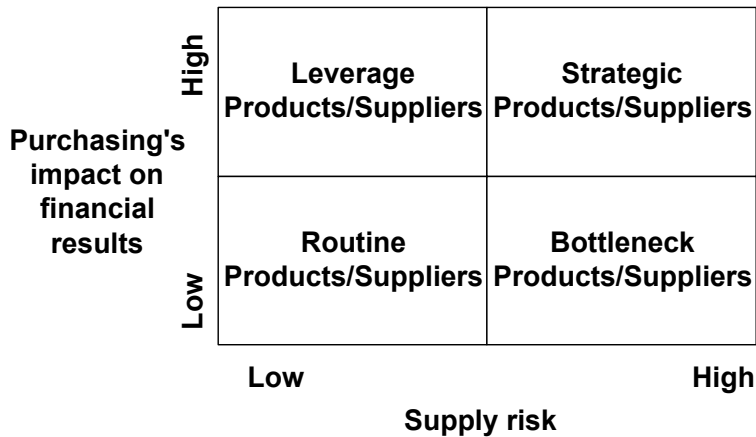 High
Leverage
Products/Suppliers
Strategic
Products/Suppliers
Purchasing's
impact on
financial
results
Routine
Products/Suppliers
Bottleneck
Products/Suppliers
Low
Low
High
Supply risk